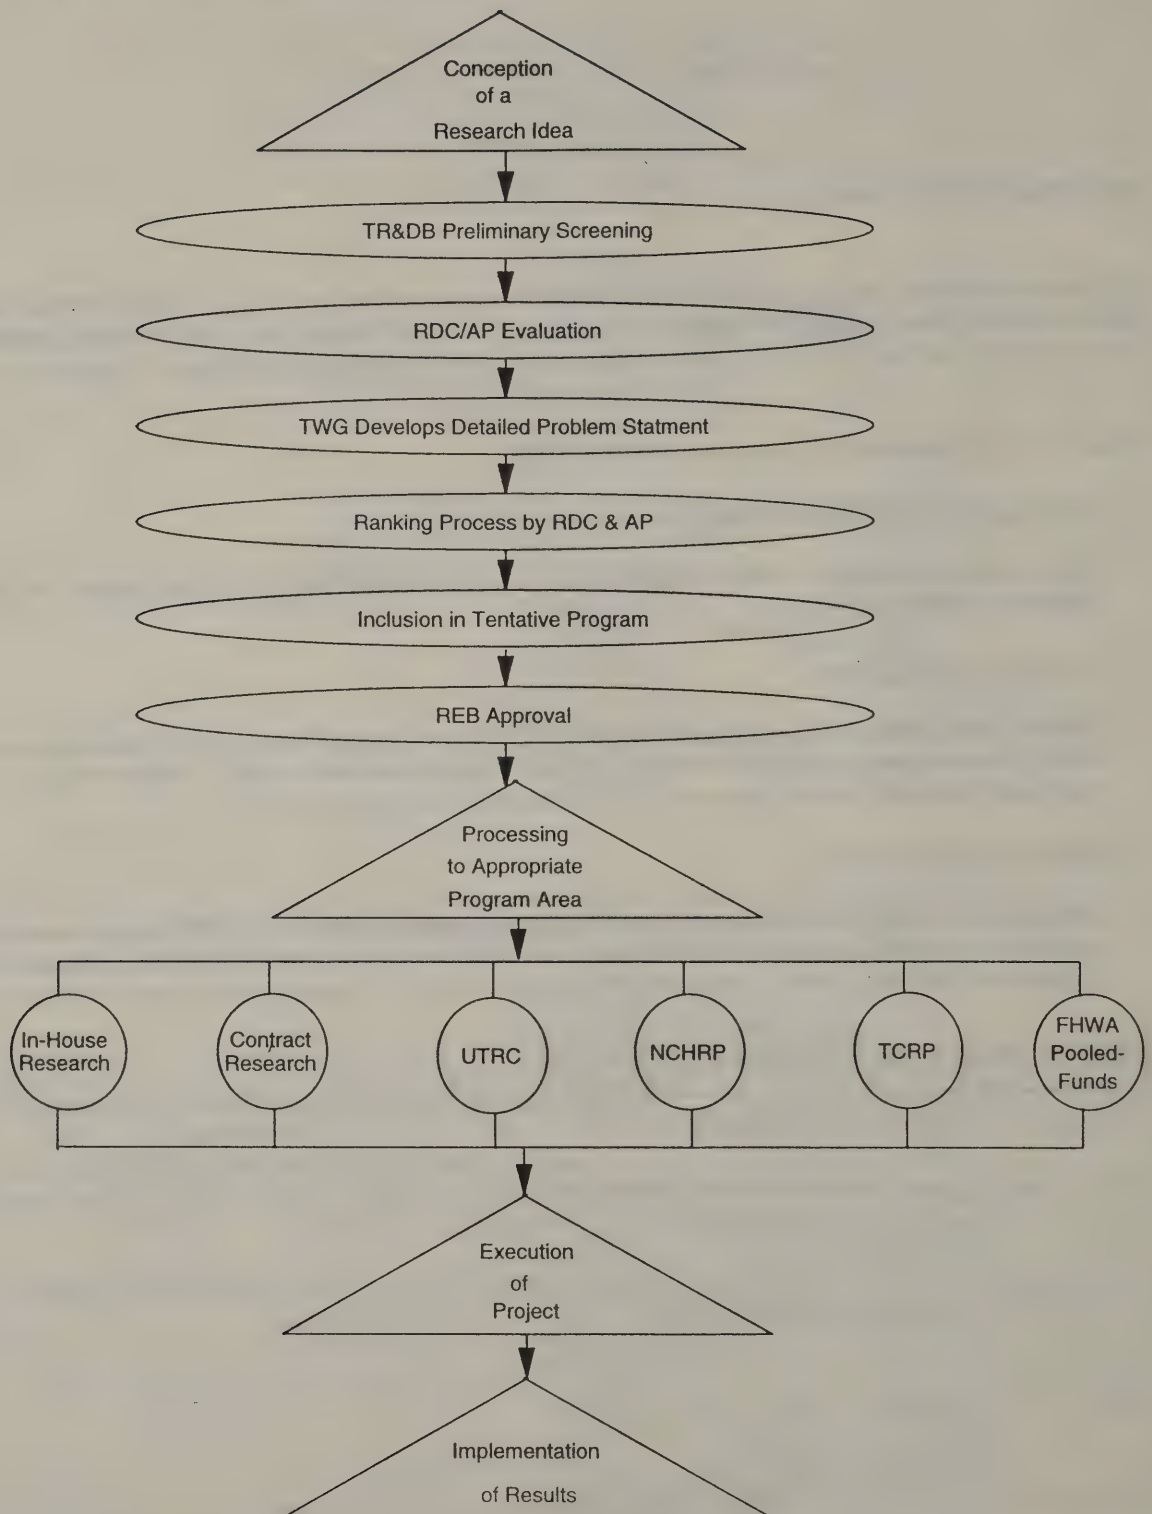 Conception
of a
Research Idea
TR&DB Preliminary Screening
RDC/AP Evaluation
TWG Develops Detailed Problem Statment
Ranking Process by RDC & AP
Inclusion in Tentative Program
REB Approval
Processing
to Appropriate
Program Area
In-House
Research
Contract
Research
UTRC
NCHRP
TCRP
FHWA
Pooled-
Funds
Execution
of
Project
Implementation
of Results